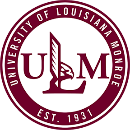 UNIVERSITY OF LOUISIANA MONROE
ULM
EST. 1931